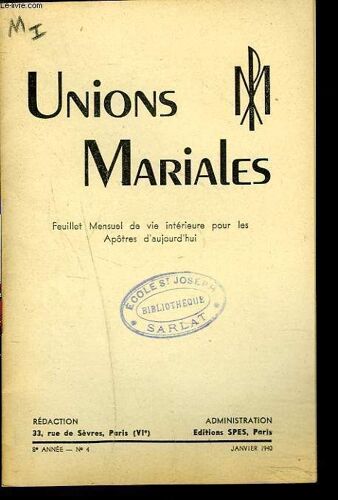 Le-livre.com
M I
UNIONS
MARIALES
Feuillet Mensuel de vie intérieure pour les
Apôtres d'aujourd'hui
ECOLE ST JOSEPH
BIBLIOTHEQUE
SARLAT
RÉDACTION ADMINISTRATION
33, rue de Sèvres, Paris (VIe) Editions SPES, Paris
8e ANNÉE — No 4 JANVIER 1940